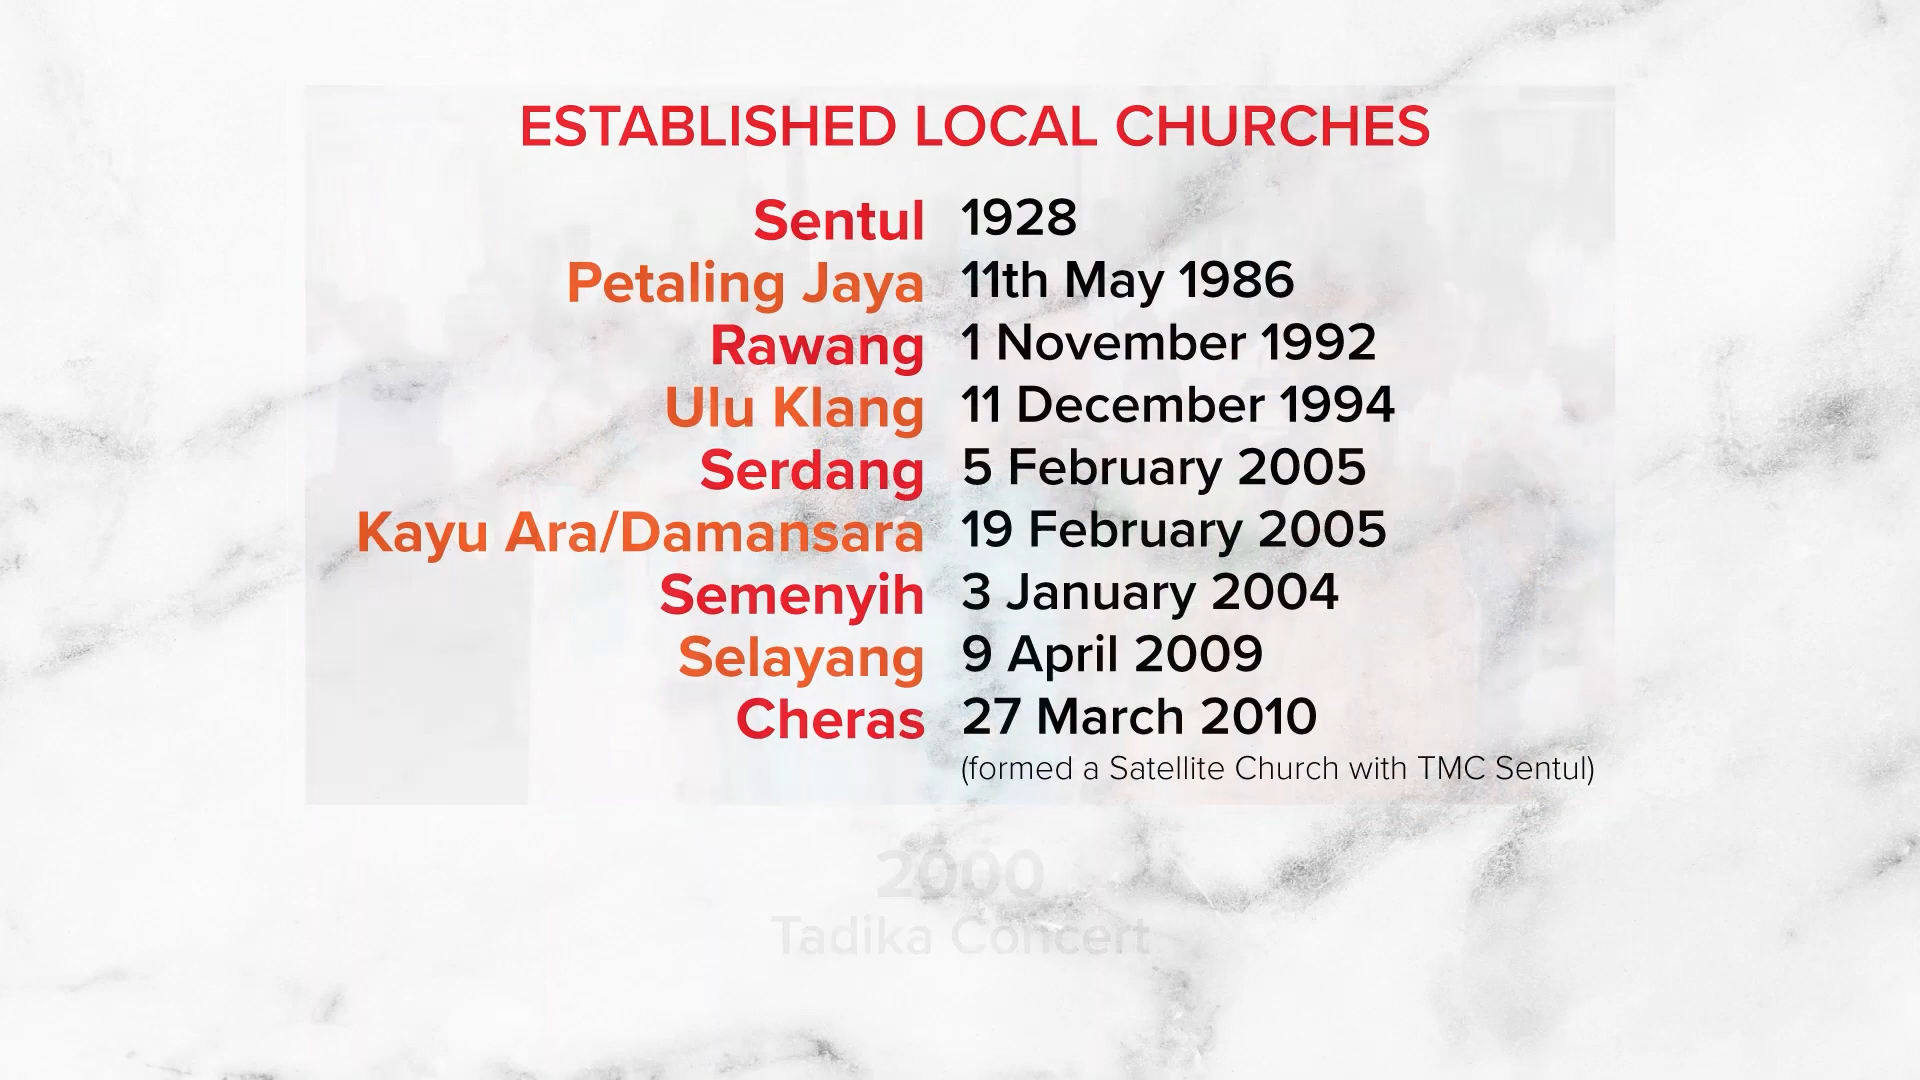 ESTABLISHED LOCAL CHURCHES
Sentul 1928
Petaling Jaya 11th May 1986
Rawang 1 November 1992
Ulu Klang 11 December 1994
Serdang 5 February 2005
Kayu Ara/Damansara 19 February 2005
Semenyih 3 January 2004
Selayang 9 April 2009
Cheras 27 March 2010
(formed a Satellite Church with TMC Sentul)
2000
Tadika Concert